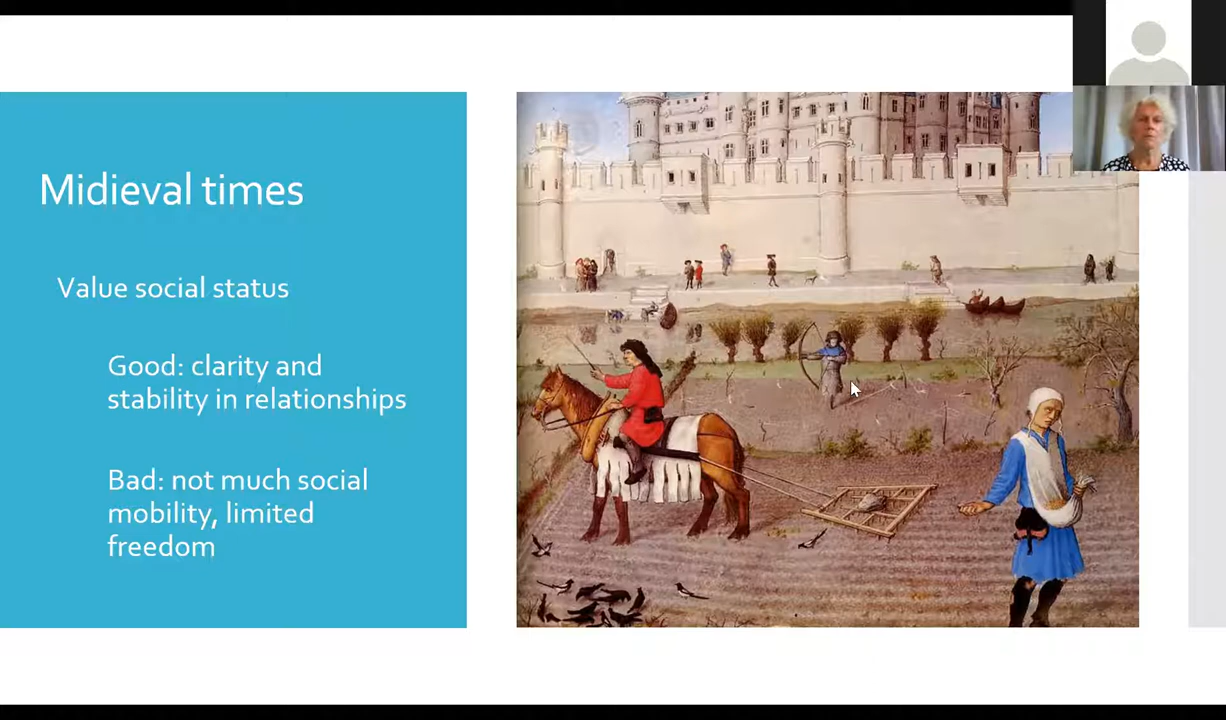 Midieval times
Value social status
Good: clarity and
stability in relationships
Bad: not much social
mobility, limited
freedom